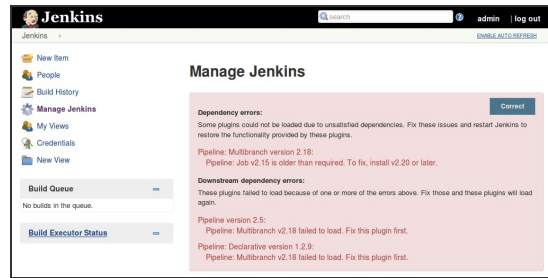 Jenkins
search
admin | log out
Jenkins ›
ENABLE AUTO REFRESH
New Item
People
Build History
Manage Jenkins
My Views
Credentials
New View
Build Queue
No builds in the queue.
Build Executor Status
Manage Jenkins
Correct
Dependency errors:
Some plugins could not be loaded due to unsatisfied dependencies. Fix these issues and restart Jenkins to
restore the functionality provided by these plugins.
Pipeline: Multibranch version 2.18:
Pipeline: Job v2.15 is older than required. To fix, install v2.20 or later.
Downstream dependency errors:
These plugins failed to load because of one or more of the errors above. Fix those and these plugins will load
again.
Pipeline version 2.5:
Pipeline: Multibranch v2.18 failed to load. Fix this plugin first.
Pipeline: Declarative version 1.2.9:
Pipeline: Multibranch v2.18 failed to load. Fix this plugin first.